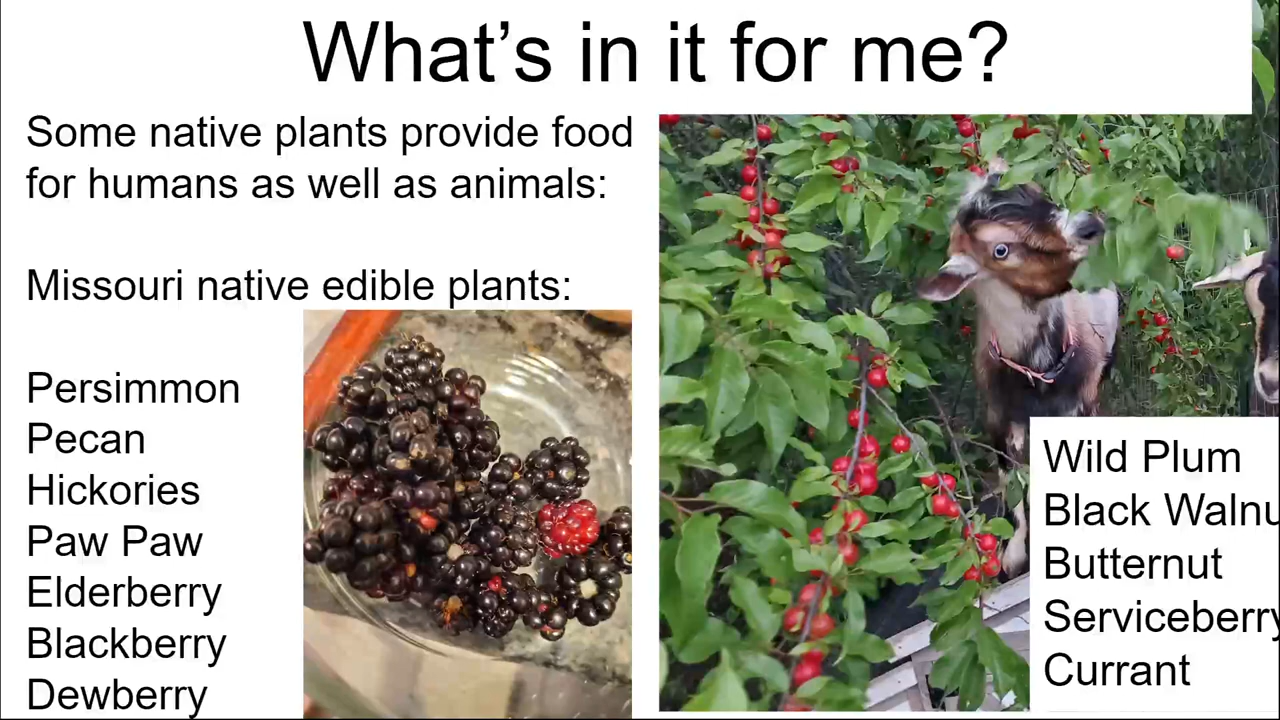 What's in it for me?
Some native plants provide food
for humans as well as animals:
Missouri native edible plants:
Persimmon
Pecan
Hickories
Paw Paw
Elderberry
Blackberry
Dewberry
Wild Plum
Black Walnu
Butternut
Serviceberry
Currant